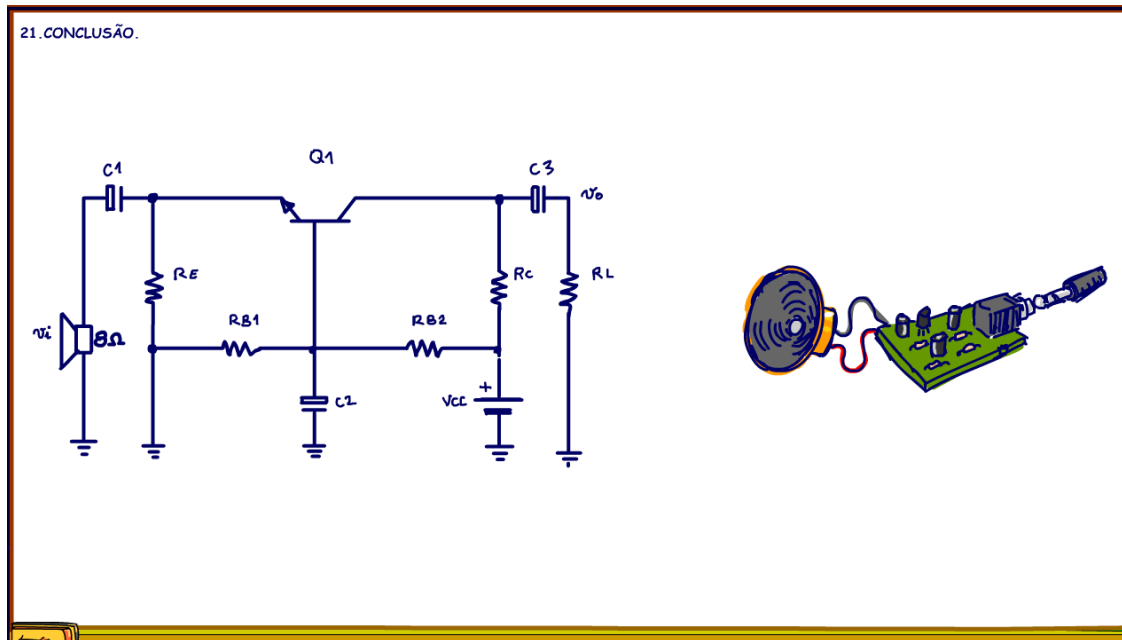 21.CONCLUSÃO.
Q1
C1
C3
vo
RE
RC
RL
RB1
RB2
vi
8Ω
C2
VCC
+